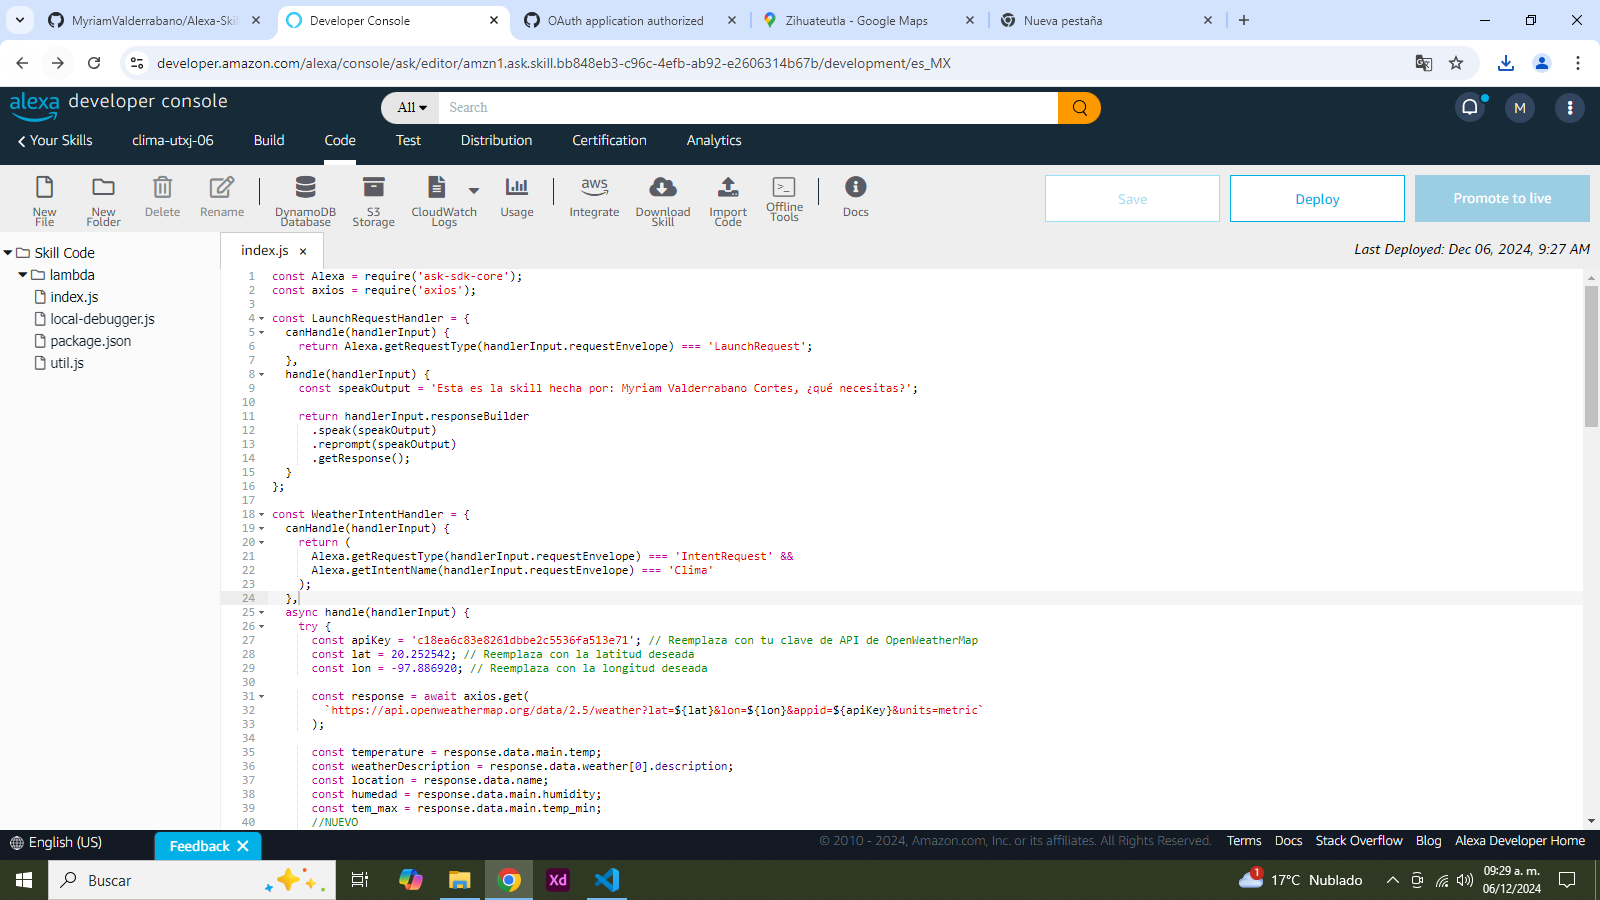 MyriamValderrabano/Alexa-Skil
Developer Console
OAuth application authorized
Zihuateutla - Google Maps
Nueva pestaña
developer.amazon.com/alexa/console/ask/editor/amzn1.ask.skill.bb848eb3-c96c-4efb-ab92-e2606314b67b/development/es_MX
alexa developer console
All
Search
M
Your Skills
clima-utxj-06
Build
Code
Test
Distribution
Certification
Analytics
New File
New Folder
Delete
Rename
DynamoDB Database
S3 Storage
CloudWatch Logs
Usage
aws
Integrate
Download Skill
Import Code
Offline Tools
Docs
Save
Deploy
Promote to live
Skill Code
lambda
index.js
local-debugger.js
package.json
util.js
index.js
Last Deployed: Dec 06, 2024, 9:27 AM
1 const Alexa = require('ask-sdk-core');
2 const axios = require('axios');
3
4 const LaunchRequestHandler = {
5 canHandle(handlerInput) {
6 return Alexa.getRequestType(handlerInput.requestEnvelope) === 'LaunchRequest';
7 },
8 handle(handlerInput) {
9 const speakOutput = 'Esta es la skill hecha por: Myriam Valderrabano Cortes, ¿qué necesitas?';
10
11 return handlerInput.responseBuilder
12 .speak(speakOutput)
13 .reprompt(speakOutput)
14 .getResponse();
15 }
16 };
17
18 const WeatherIntentHandler = {
19 canHandle(handlerInput) {
20 return (
21 Alexa.getRequestType(handlerInput.requestEnvelope) === 'IntentRequest' &&
22 Alexa.getIntentName(handlerInput.requestEnvelope) === 'Clima'
23 );
24 },
25 async handle(handlerInput) {
26 try {
27 const apiKey = 'c18ea6c83e8261dbbe2c5536fa513e71'; // Reemplaza con tu clave de API de OpenWeatherMap
28 const lat = 20.252542; // Reemplaza con la latitud deseada
29 const lon = -97.886920; // Reemplaza con la longitud deseada
30
31 const response = await axios.get(
32 `https://api.openweathermap.org/data/2.5/weather?lat=${lat}&lon=${lon}&appid=${apiKey}&units=metric`
33 );
34
35 const temperature = response.data.main.temp;
36 const weatherDescription = response.data.weather[0].description;
37 const location = response.data.name;
38 const humedad = response.data.main.humidity;
39 const tem_max = response.data.main.temp_min;
40 //NUEVO
English (US)
Feedback
© 2010 - 2024, Amazon.com, Inc. or its affiliates. All Rights Reserved.
Terms
Docs
Stack Overflow
Blog
Alexa Developer Home
Buscar
Xd
1
17°C Nublado
09:29 a. m.
06/12/2024